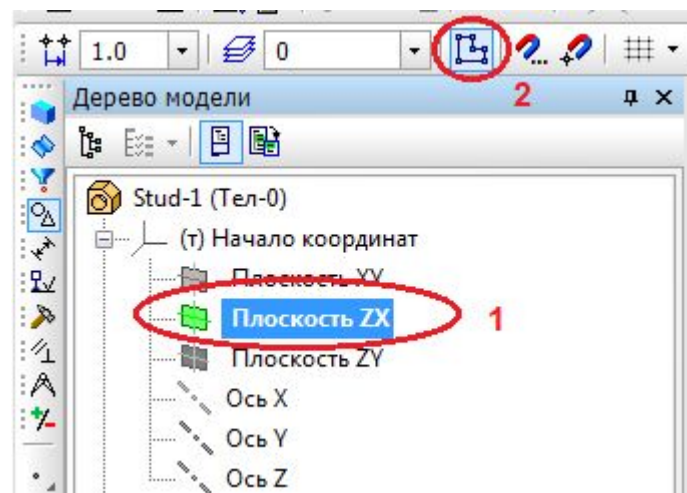 1.0 0
2
Дерево модели
Stud-1 (Тел-0)
(т) Начало координат
Плоскость XY
Плоскость ZX 1
Плоскость ZY
Ось X
Ось Y
Ось Z